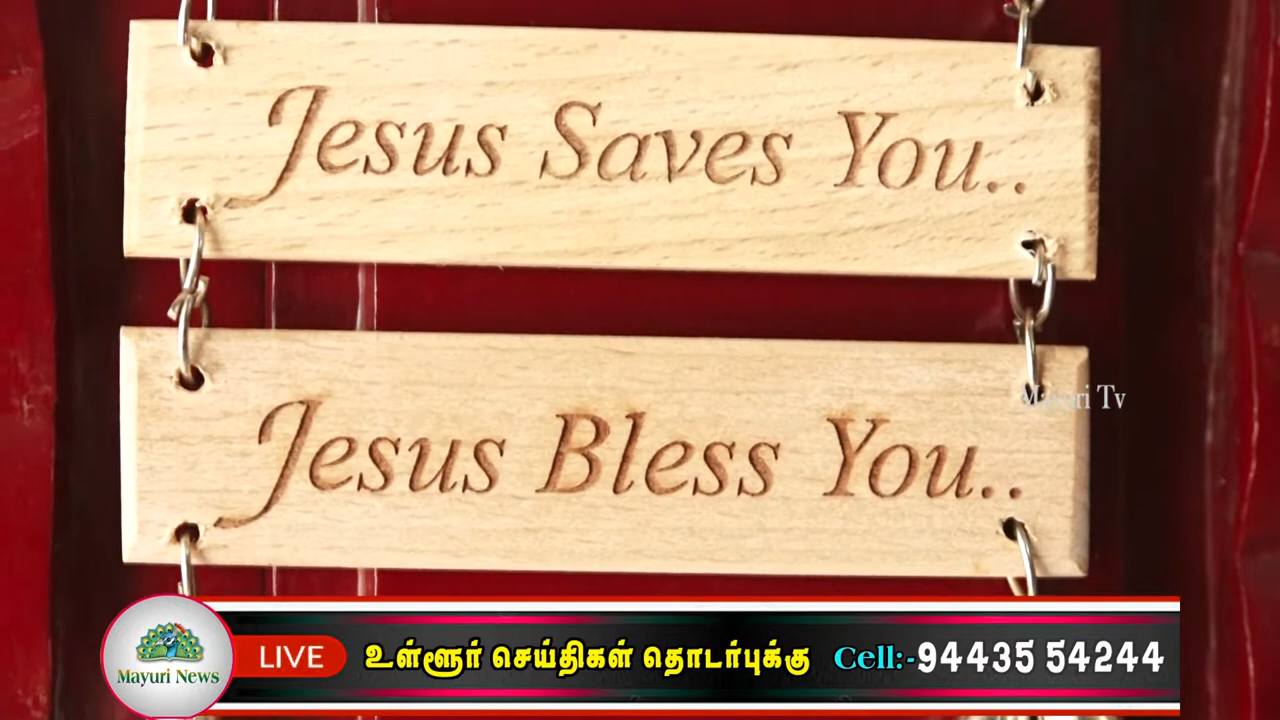 Jesus Saves You..
Jesus Bless You..
Mayuri Tv
Mayuri News
LIVE
உள்ளூர் செய்திகள் தொடர்புக்கு Cell:-94435 54244